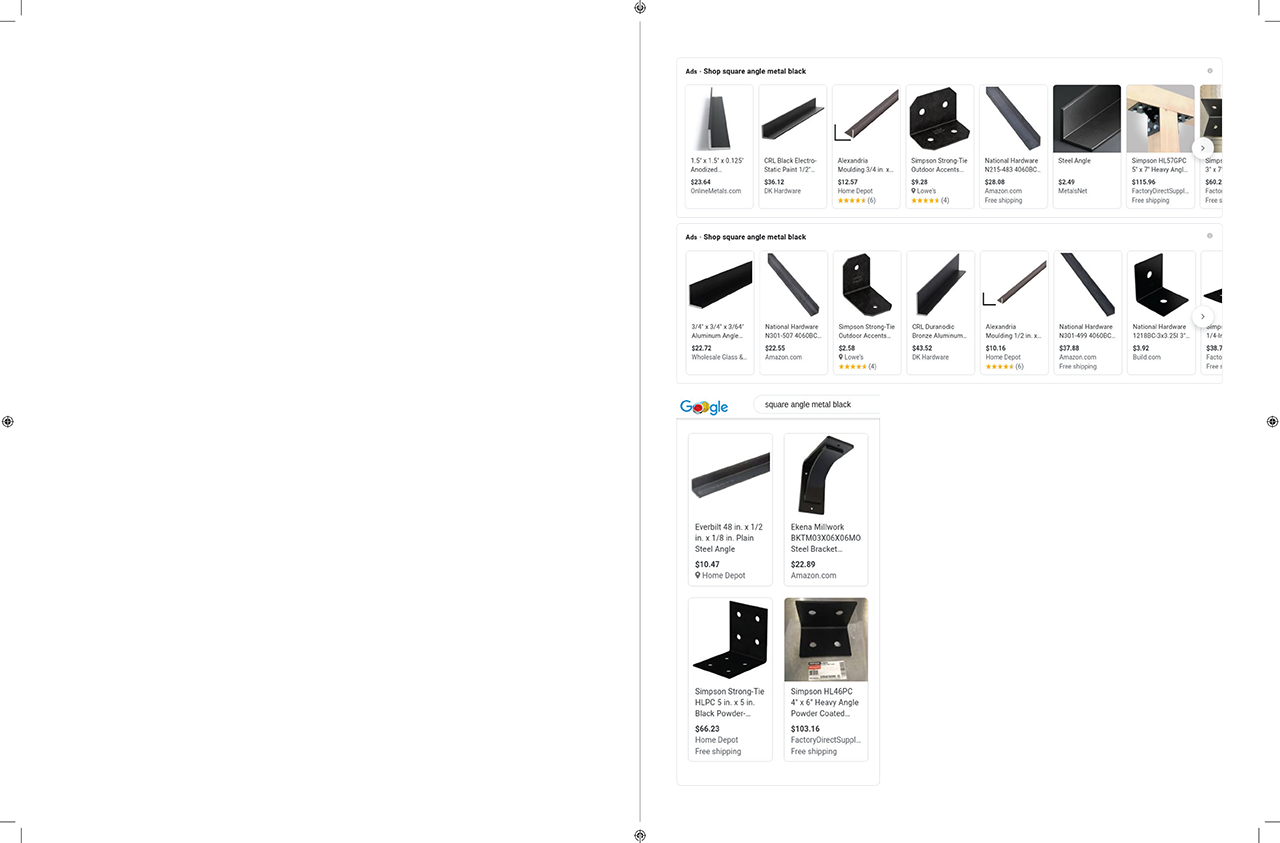 Ads · Shop square angle metal black
1.5" x 1.5" x 0.125"
Anodized...
$23.64
OnlineMetals.com
CRL Black Electro-
Static Paint 1/2"...
$36.12
DK Hardware
Alexandria
Moulding 3/4 in. x...
$12.57
Home Depot
(6)
Simpson Strong-Tie
Outdoor Accents...
$9.28
Lowe's
(4)
National Hardware
N215-483 4060BC...
$28.08
Amazon.com
Free shipping
Steel Angle
$2.49
MetalsNet
Simpson HL57GPC
5" x 7" Heavy Angl...
$115.96
FactoryDirectSuppl...
Free shipping
Simps
3" x 7"
$60.2
Factor
Free s
Ads · Shop square angle metal black
3/4" x 3/4" x 3/64"
Aluminum Angle...
$22.72
Wholesale Glass &...
National Hardware
N301-507 4060BC...
$22.55
Amazon.com
Simpson Strong-Tie
Outdoor Accents...
$2.58
Lowe's
(4)
CRL Duranodic
Bronze Aluminum...
$43.52
DK Hardware
Alexandria
Moulding 1/2 in. x...
$10.16
Home Depot
(6)
National Hardware
N301-499 4060BC...
$37.88
Amazon.com
Free shipping
National Hardware
1218BC-3x3.25I 3"...
$3.92
Build.com
Simps
1/4-In
$38.7
Facto
Free s
Google
square angle metal black
Everbilt 48 in. x 1/2
in. x 1/8 in. Plain
Steel Angle
$10.47
Home Depot
Ekena Millwork
BKTM03X06X06MO
Steel Bracket...
$22.89
Amazon.com
Simpson Strong-Tie
HLPC 5 in. x 5 in.
Black Powder-...
$66.23
Home Depot
Free shipping
Simpson HL46PC
4" x 6" Heavy Angle
Powder Coated...
$103.16
FactoryDirectSuppl...
Free shipping